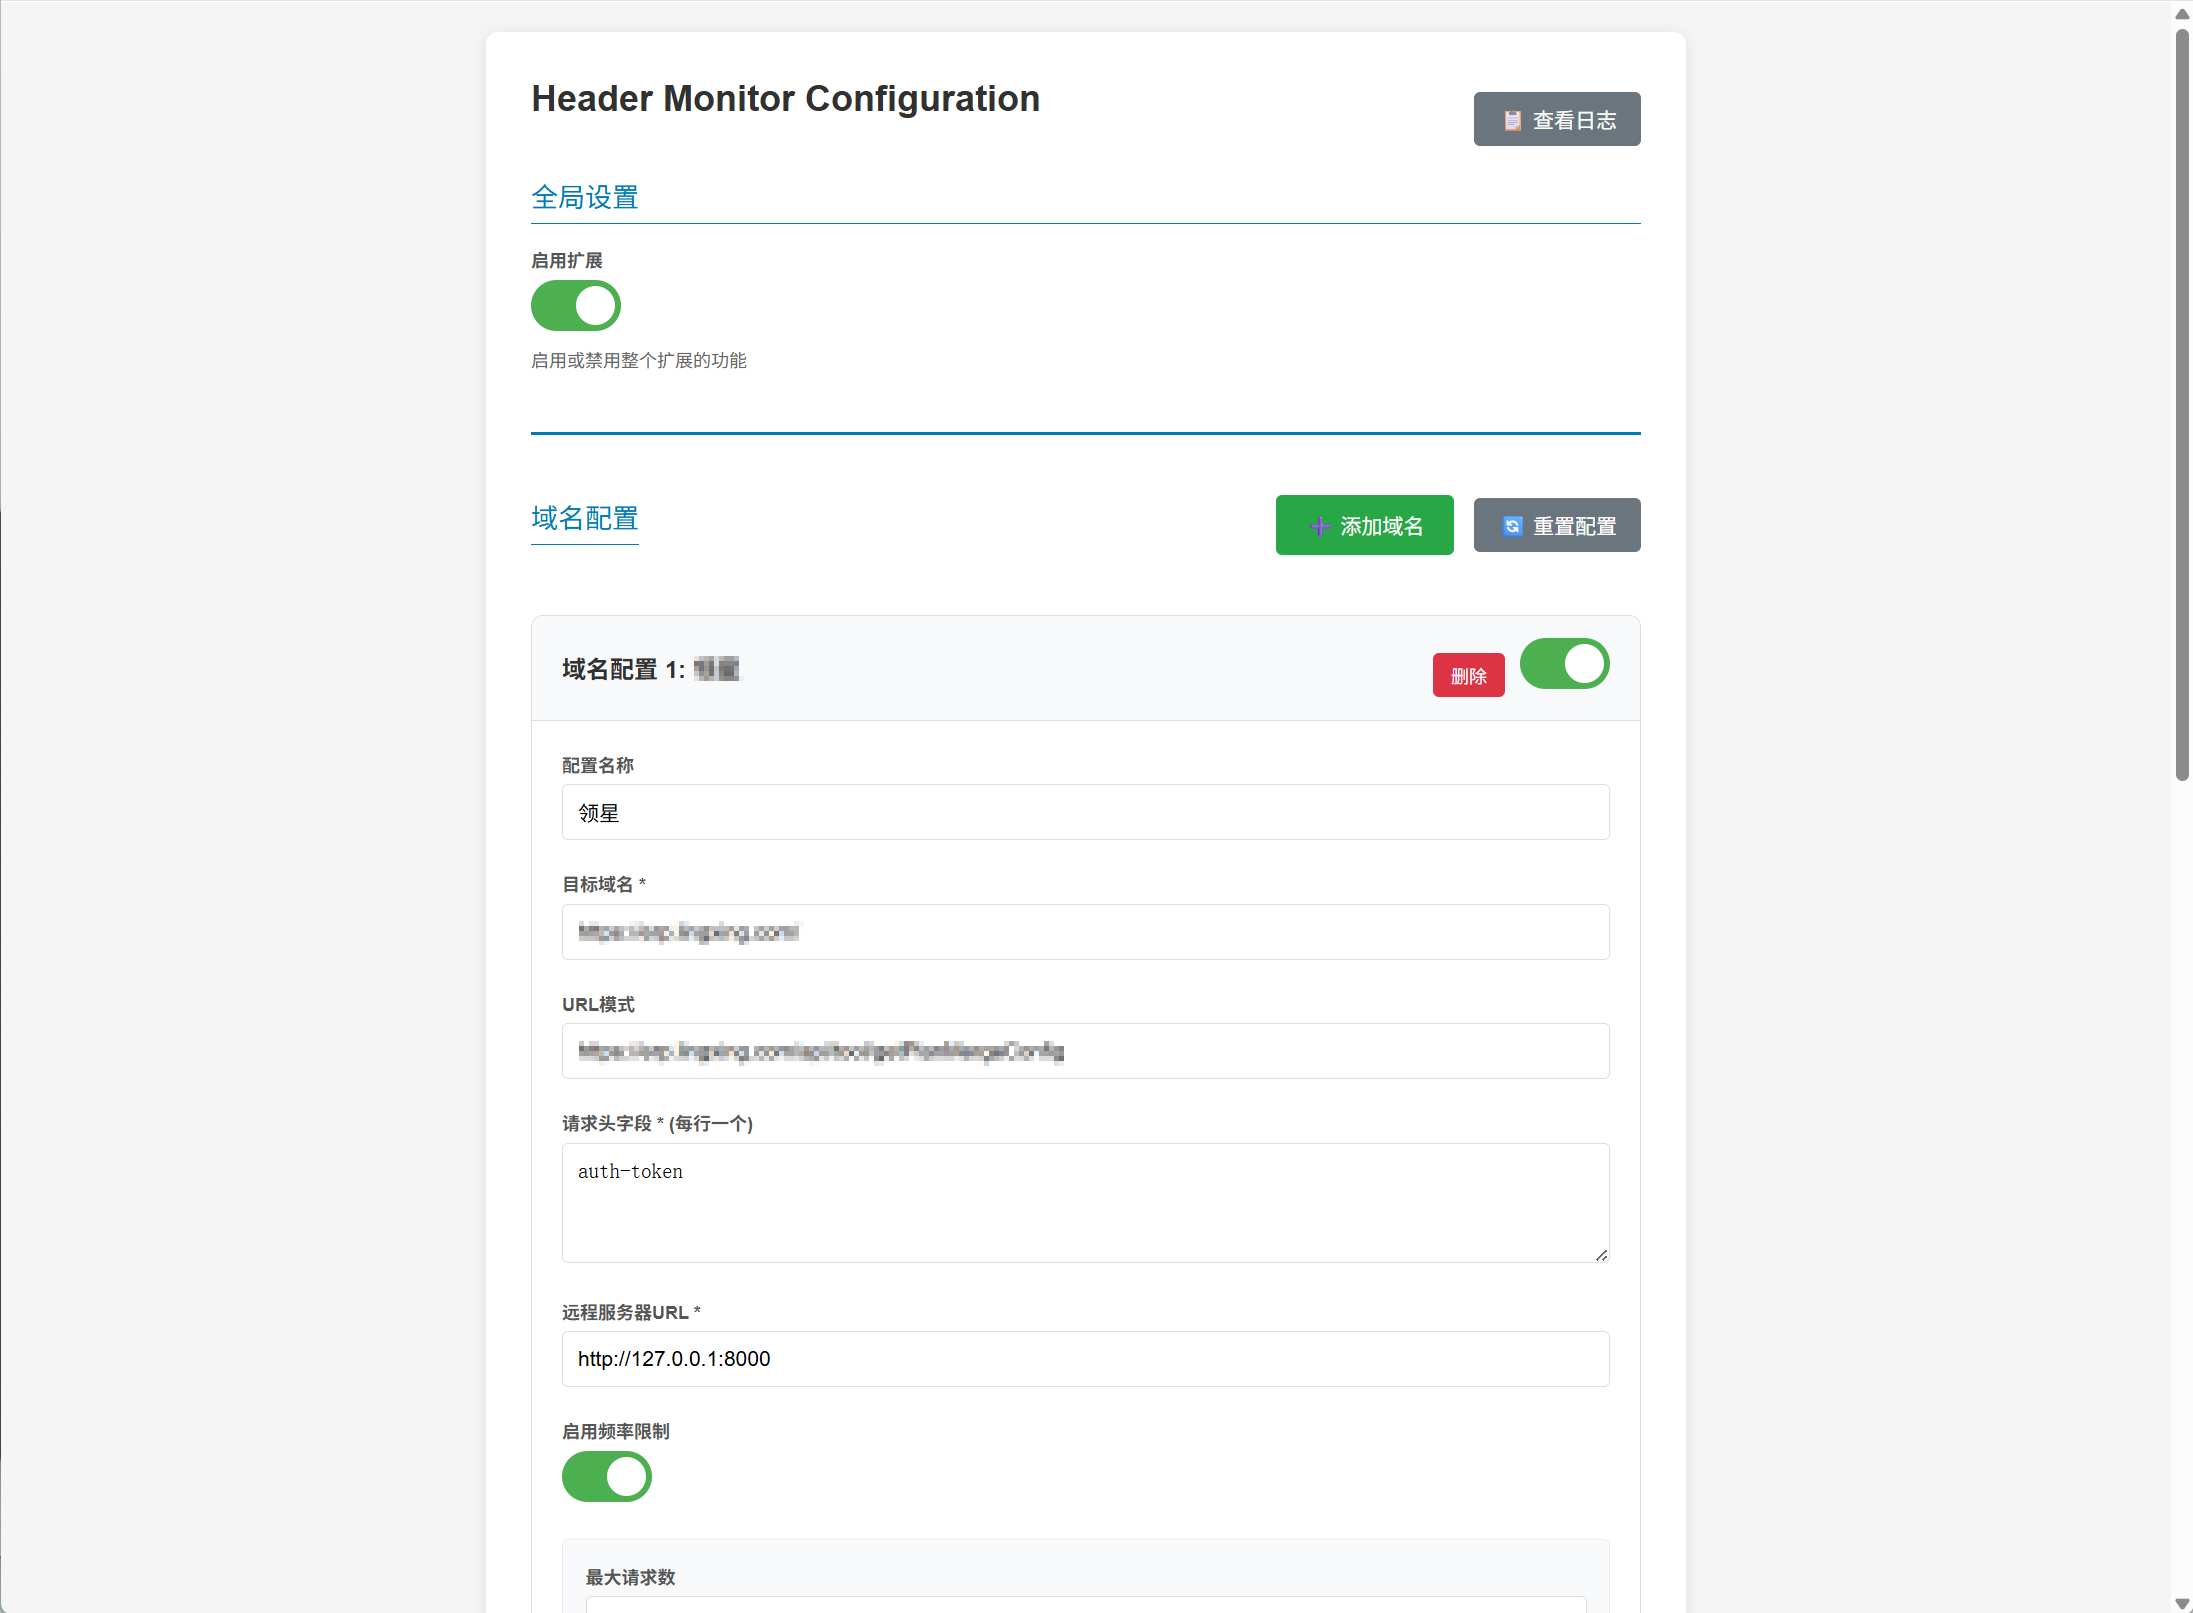 Header Monitor Configuration
查看日志
全局设置
启用扩展
启用或禁用整个扩展的功能
域名配置
添加域名
重置配置
域名配置 1:
删除
配置名称
领星
目标域名 *
URL模式
请求头字段 * (每行一个)
auth-token
远程服务器URL *
http://127.0.0.1:8000
启用频率限制
最大请求数